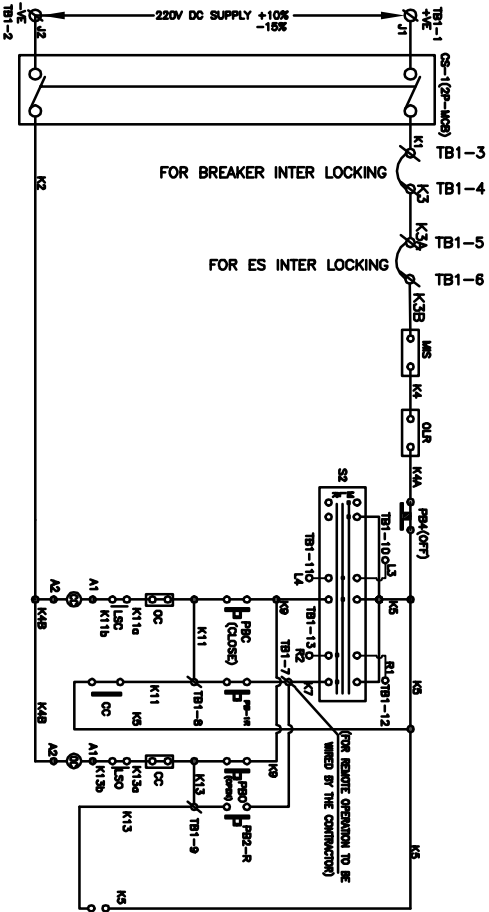 220V DC SUPPLY +10%
-15%
TB1-1
+VE
J1
-VE
TB1-2
J2
CS-1(2P-MCB)
K1
TB1-3
FOR BREAKER INTER LOCKING
K3
TB1-4
K2
K3A
TB1-5
FOR ES INTER LOCKING
TB1-6
K3B
MIS
K4
OLR
K4A
PB4(OFF)
S2
TB1-10
L3
TB1-11
L4
K5
TB1-13
R2
R1
TB1-12
TB1-7
K7
K5
A2
A1
LSC
K11b
K11a
OC
PBC
(CLOSE)
K9
K4B
K11
TB1-8
PB-1R
CC
K11
K5
(FOR REMOTE OPERATION TO BE
WIRED BY THE CONTRACTOR)
K4B
A2
A1
K13b
LSO
K13a
CC
K13
PBO
(OPEN)
K9
PB2-R
TB1-9
K13
K5
K5